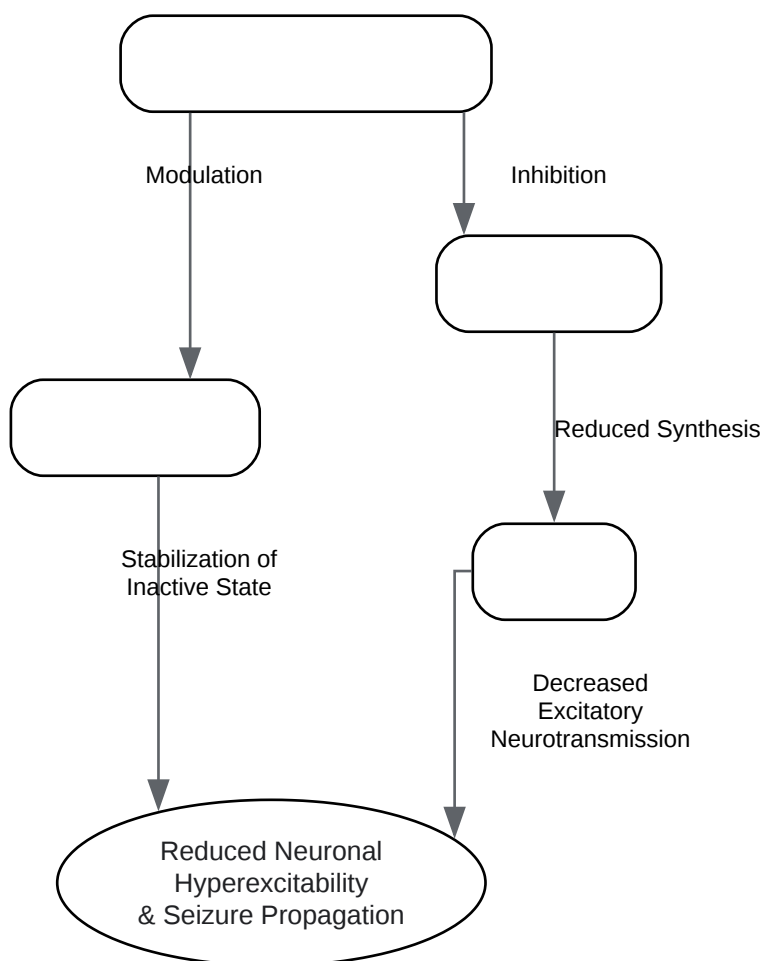 Modulation
Inhibition
Reduced Synthesis
Stabilization of
Inactive State
Decreased
Excitatory
Neurotransmission
Reduced Neuronal
Hyperexcitability
& Seizure Propagation